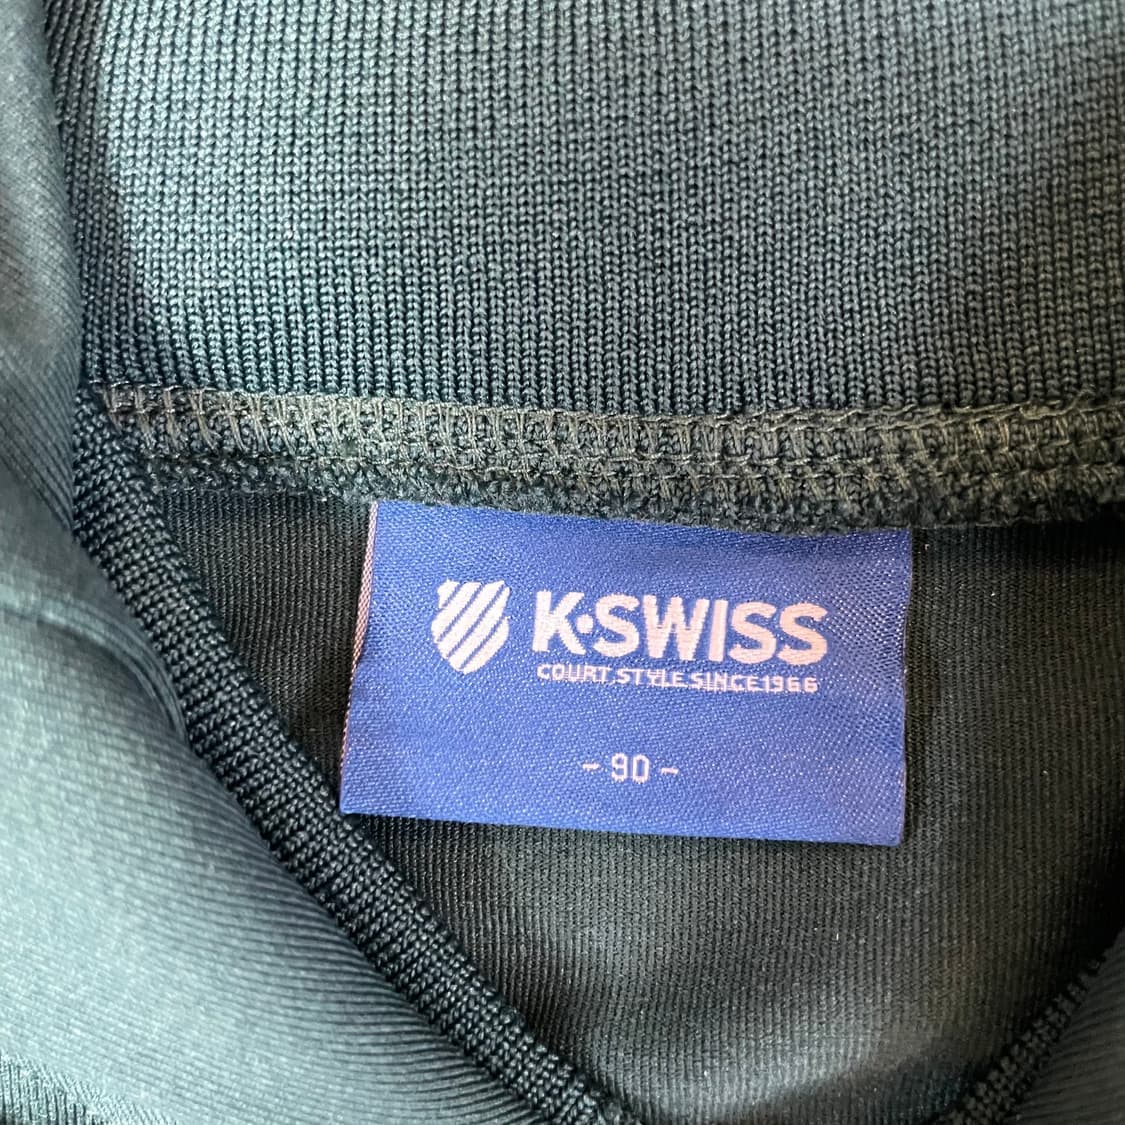 K·SWISS
COURT STYLE SINCE 1966
- 90 -